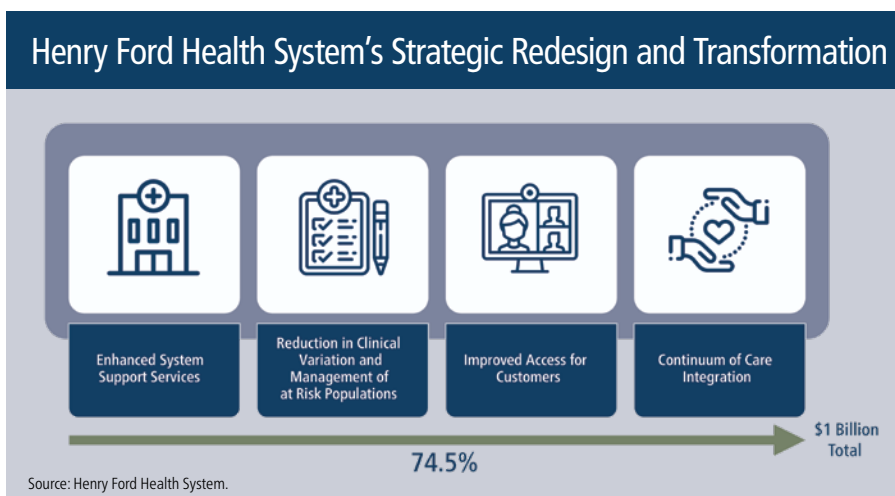 Henry Ford Health System’s Strategic Redesign and Transformation
Enhanced System
Support Services
Reduction in Clinical
Variation and
Management of
at Risk Populations
Improved Access for
Customers
Continuum of Care
Integration
$1 Billion
Total
74.5%
Source: Henry Ford Health System.